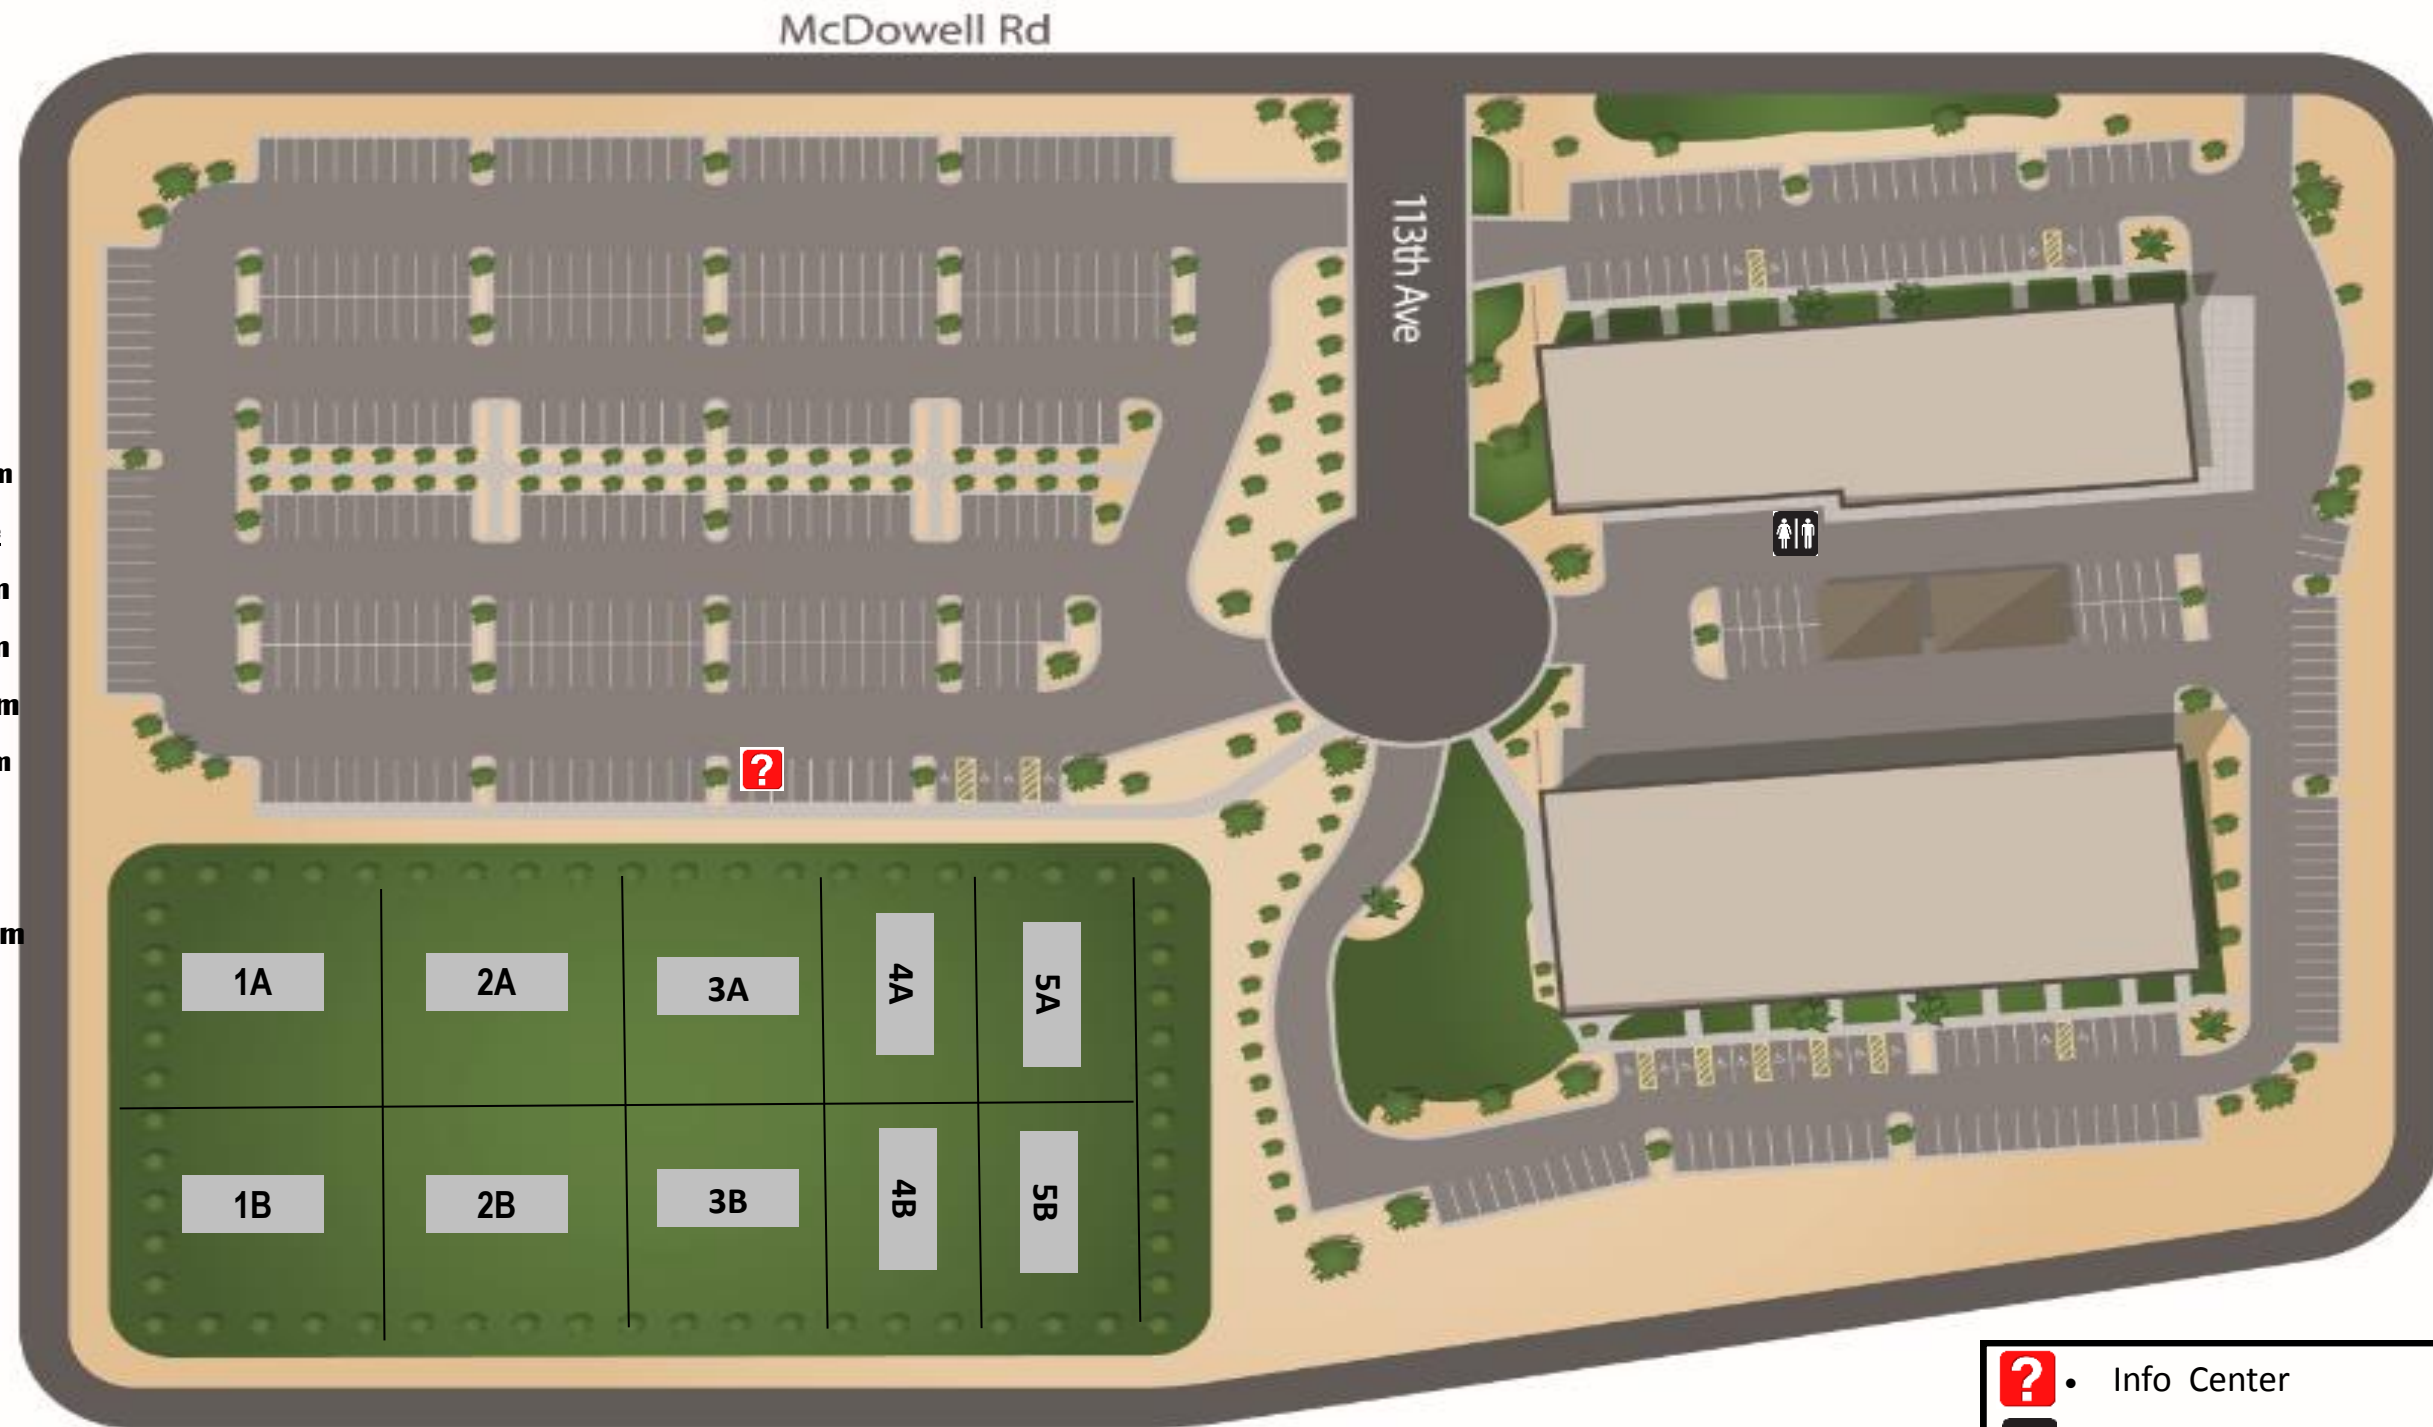 McDowell Rd
113th Ave
m
m
m
m
m
m
?
1A
2A
3A
4A
5A
1B
2B
3B
4B
5B
? • Info Center